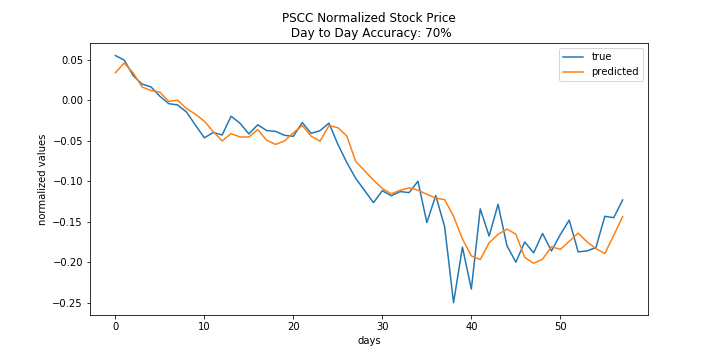 PSCC Normalized Stock Price
Day to Day Accuracy: 70%
true
predicted
normalized values
0.05
0.00
−0.05
−0.10
−0.15
−0.20
−0.25
0 10 20 30 40 50
days